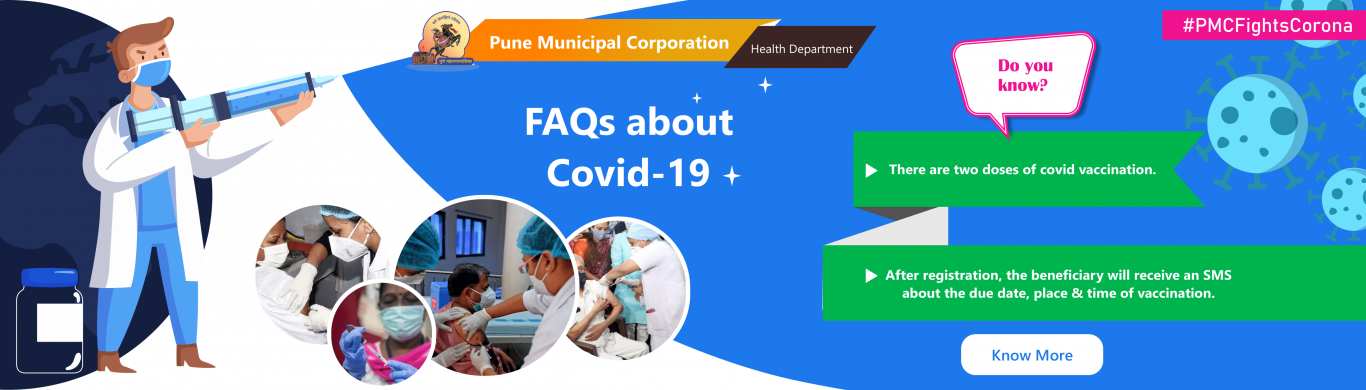 Pune Municipal Corporation
Health Department
#PMCFightsCorona
FAQs about
Covid-19
Do you
know?
There are two doses of covid vaccination.
After registration, the beneficiary will receive an SMS
about the due date, place & time of vaccination.
Know More